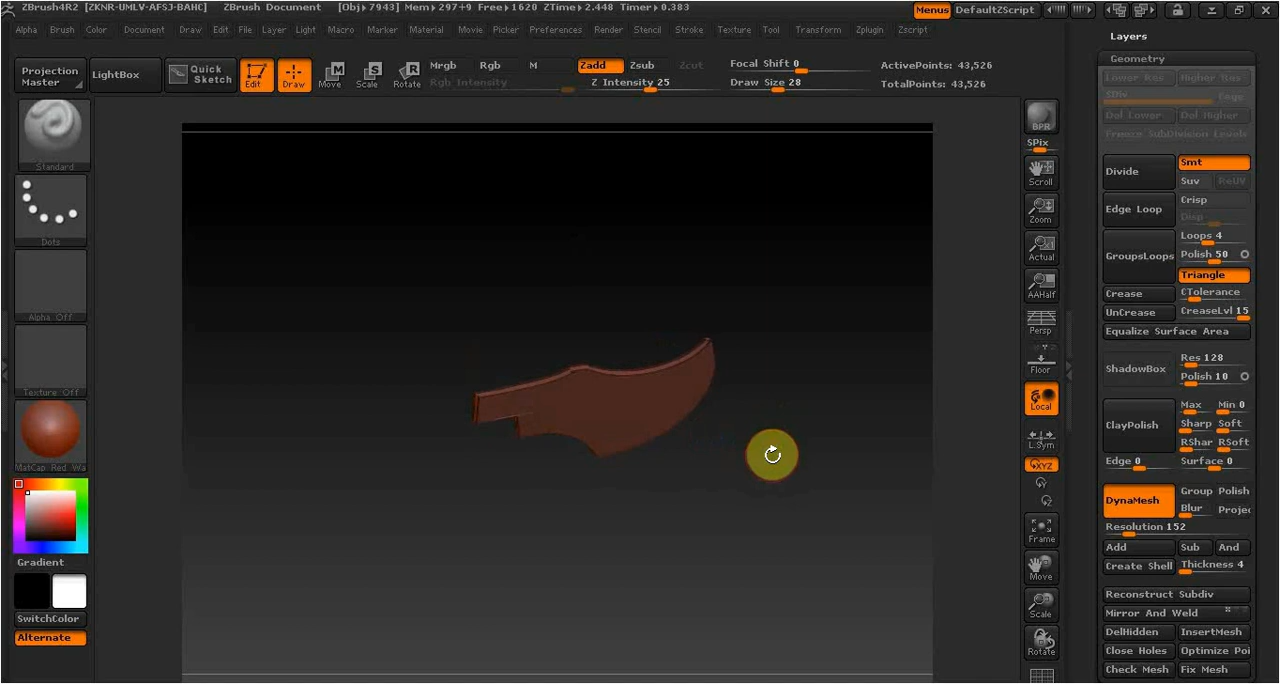 ZBrush4R2 [ZKNR-UMLV-AFSJ-BAHC] ZBrush Document [Obj▸7943] Mem▸297+9 Free▸1620 ZTime▸2.448 Timer▸0.383 Menus DefaultZScript
Alpha Brush Color Document Draw Edit File Layer Light Macro Marker Material Movie Picker Preferences Render Stencil Stroke Texture Tool Transform Zplugin Zscript
Projection Master
LightBox
Quick Sketch
Edit
Draw
Move
Scale
Rotate
Mrgb Rgb M
Rgb Intensity
Zadd Zsub Zcut
Z Intensity 25
Focal Shift 0
Draw Size 28
ActivePoints: 43,526
TotalPoints: 43,526
Standard
Dots
Alpha Off
Texture Off
MatCap Red Wa
Gradient
SwitchColor
Alternate
BPR
SPix
Scroll
Zoom
Actual
AAHalf
Persp
Floor
Local
L.Sym
XYZ
Y
Z
Frame
Move
Scale
Rotate
Layers
Geometry
Lower Res Higher Res
SDiv
Del Lower Del Higher
Freeze SubDivision Levels
Divide Smt
Suv ReUV
Edge Loop Crisp
Disp
GroupsLoops Loops 4
Polish 50
Triangle
Crease CTolerance
UnCrease CreaseLvl 15
Equalize Surface Area
ShadowBox Res 128
Polish 10
ClayPolish Max Min 0
Sharp Soft
RShar RSoft
Edge 0 Surface 0
DynaMesh Group Polish
Blur Projec
Resolution 152
Add Sub And
Create Shell Thickness 4
Reconstruct Subdiv
Mirror And Weld
DelHidden InsertMesh
Close Holes Optimize Poi
Check Mesh Fix Mesh